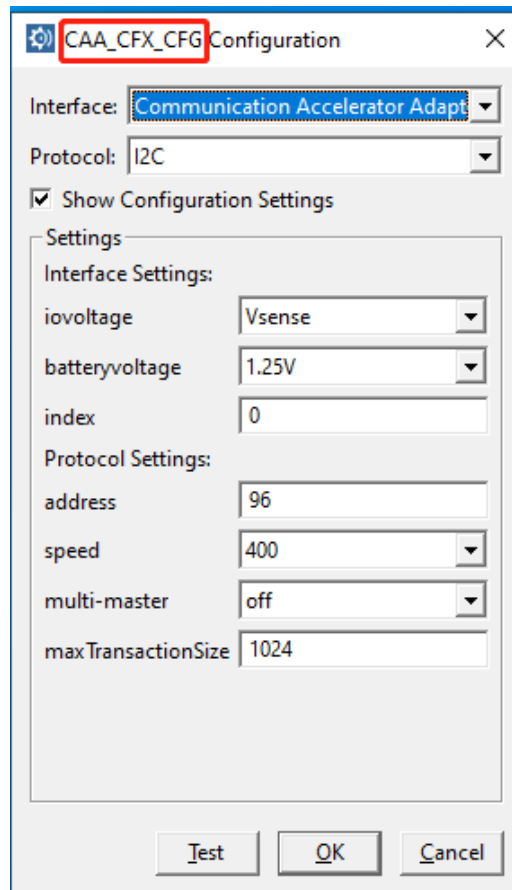 CAA_CFX_CFG Configuration
Interface: Communication Accelerator Adapt
Protocol: I2C
Show Configuration Settings
Settings
Interface Settings:
iovoltage Vsense
batteryvoltage 1.25V
index 0
Protocol Settings:
address 96
speed 400
multi-master off
maxTransactionSize 1024
Test OK Cancel